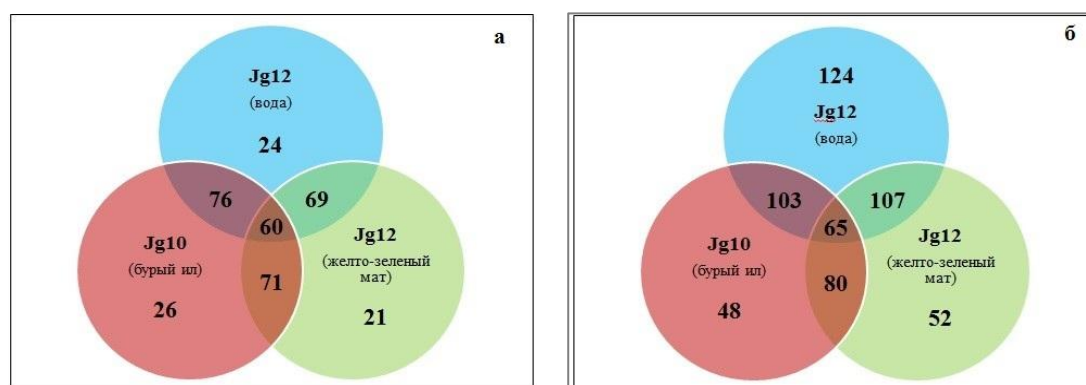 а
Jg12
(вода)
24
76
69
60
Jg10
(бурый ил)
26
71
Jg12
(желто-зеленый
мат)
21
б
124
Jg12
(вода)
103
107
65
Jg10
(бурый ил)
48
80
Jg12
(желто-зеленый
мат)
52